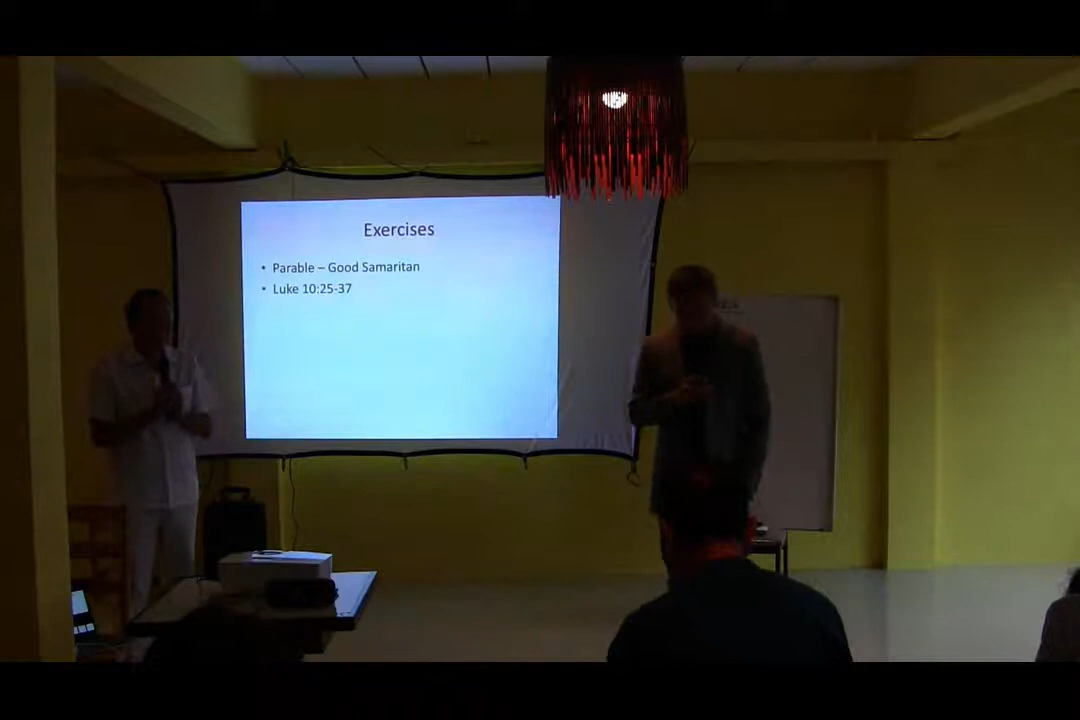 Exercises
• Parable – Good Samaritan
• Luke 10:25-37